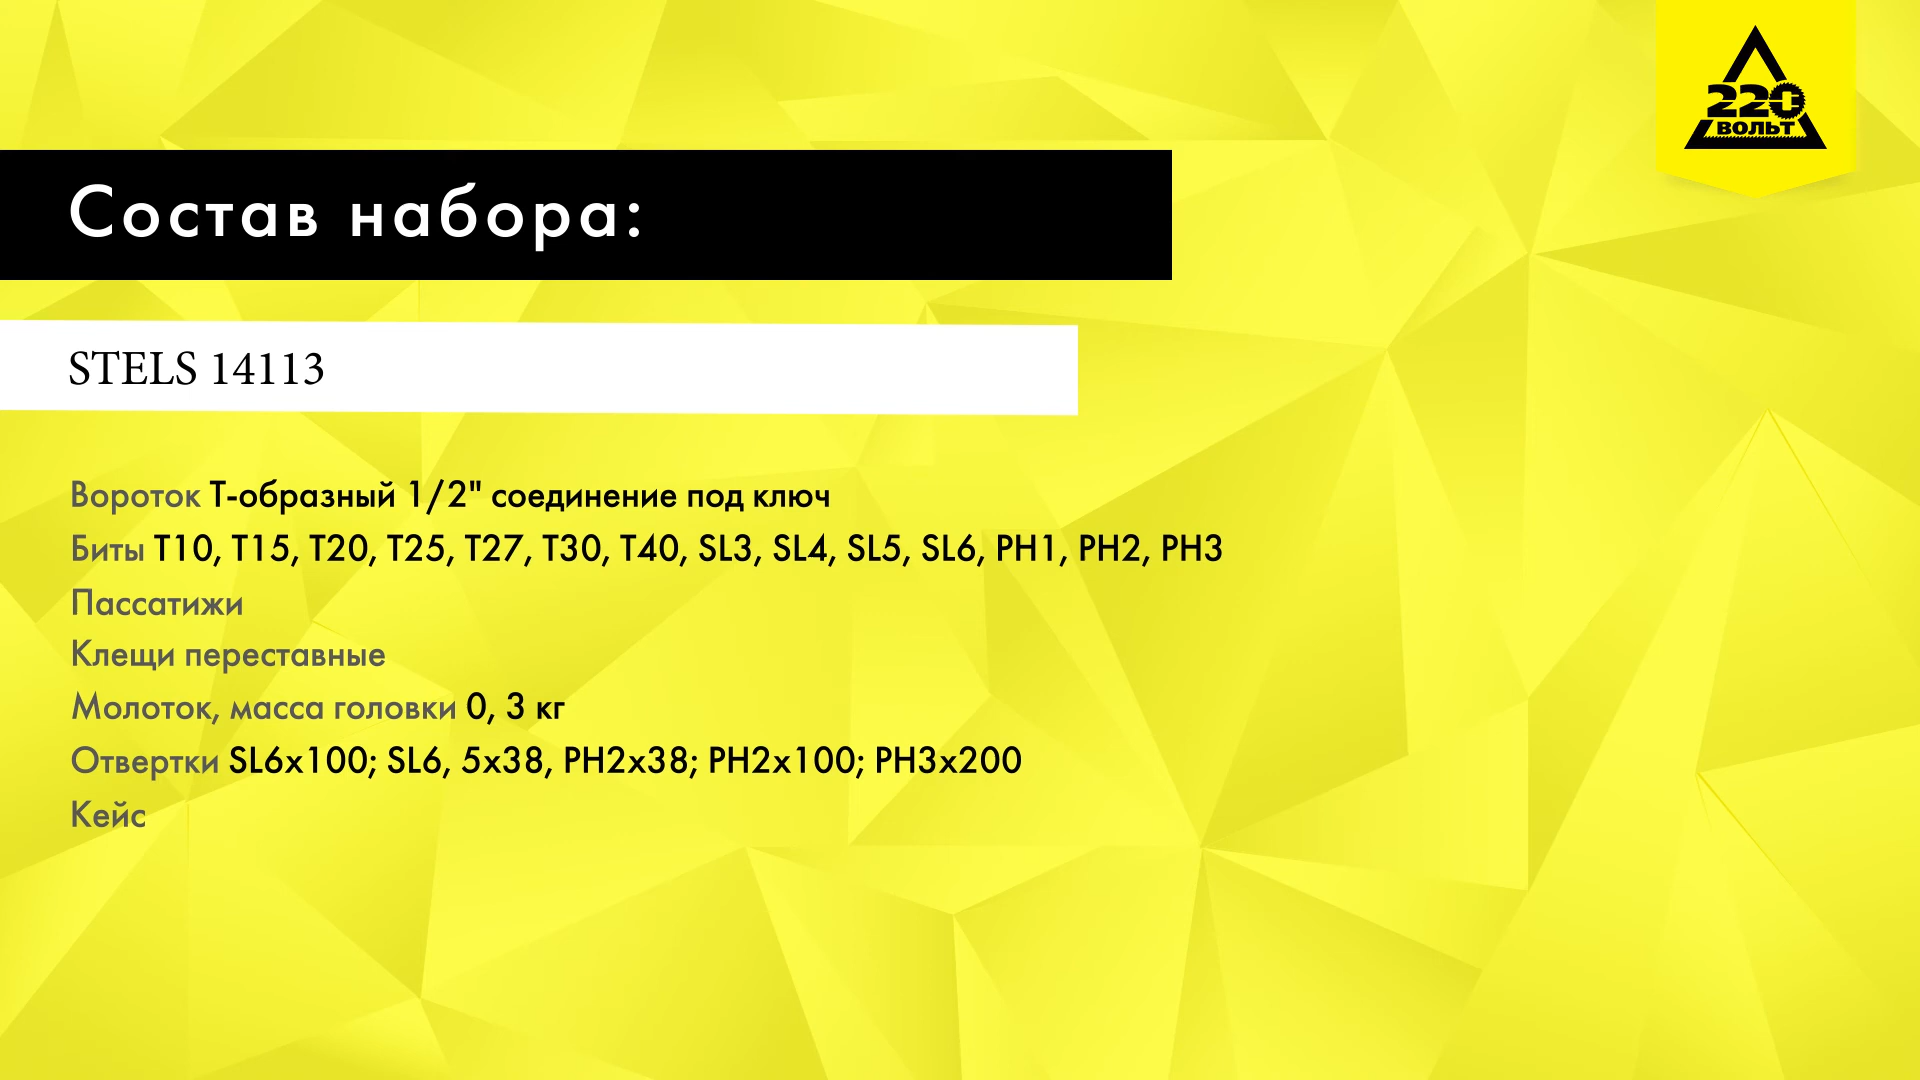 220
ВОЛЬТ
Состав набора:
STELS 14113
Вороток Т-образный 1/2" соединение под ключ
Биты T10, T15, T20, T25, T27, T30, T40, SL3, SL4, SL5, SL6, PH1, PH2, PH3
Пассатижи
Клещи переставные
Молоток, масса головки 0, 3 кг
Отвертки SL6x100; SL6, 5x38, PH2x38; PH2x100; PH3x200
Кейс